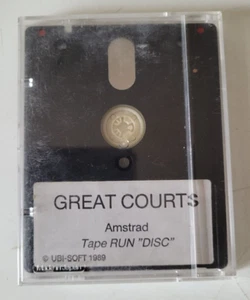 GREAT COURTS
Amstrad
Tape RUN "DISC"
© UBI-SOFT 1989